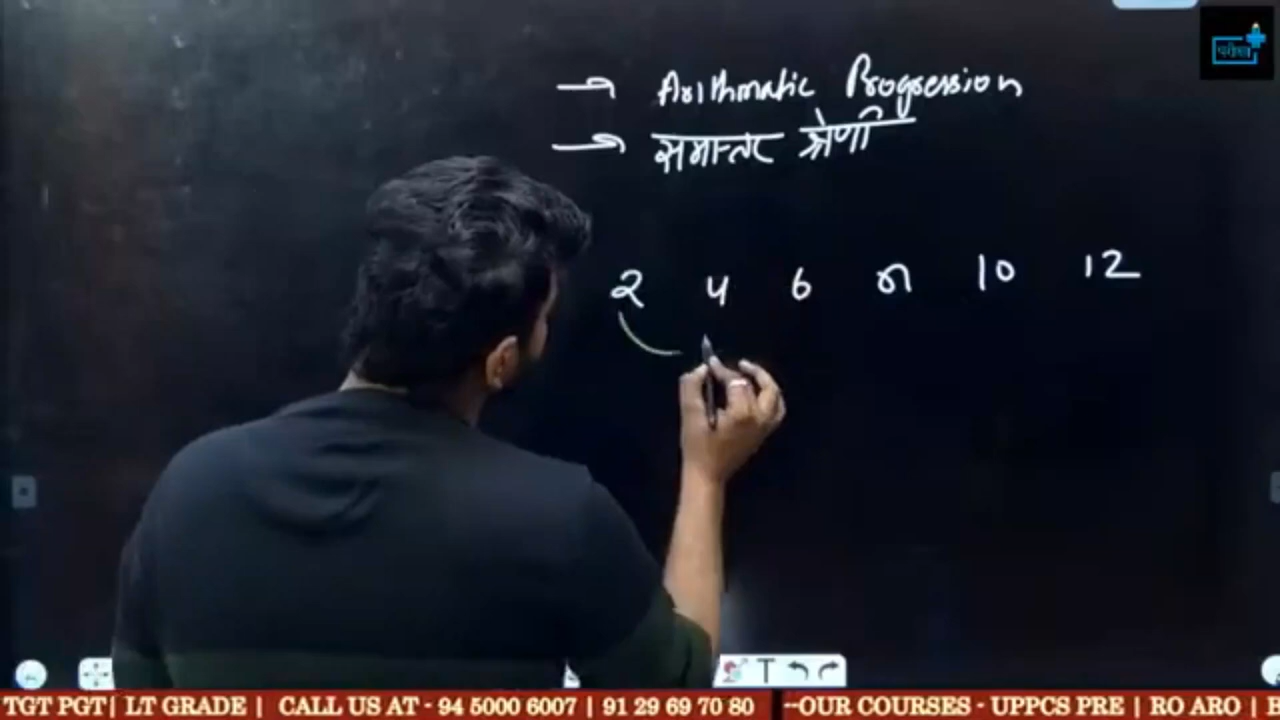 परीक्षा
→ Arithmatic Progression
→ समान्तर श्रेणी
2 4 6 8 10 12
T
TGT PGT| LT GRADE | CALL US AT - 94 5000 6007 | 91 29 69 70 80 --OUR COURSES - UPPCS PRE | RO ARO |